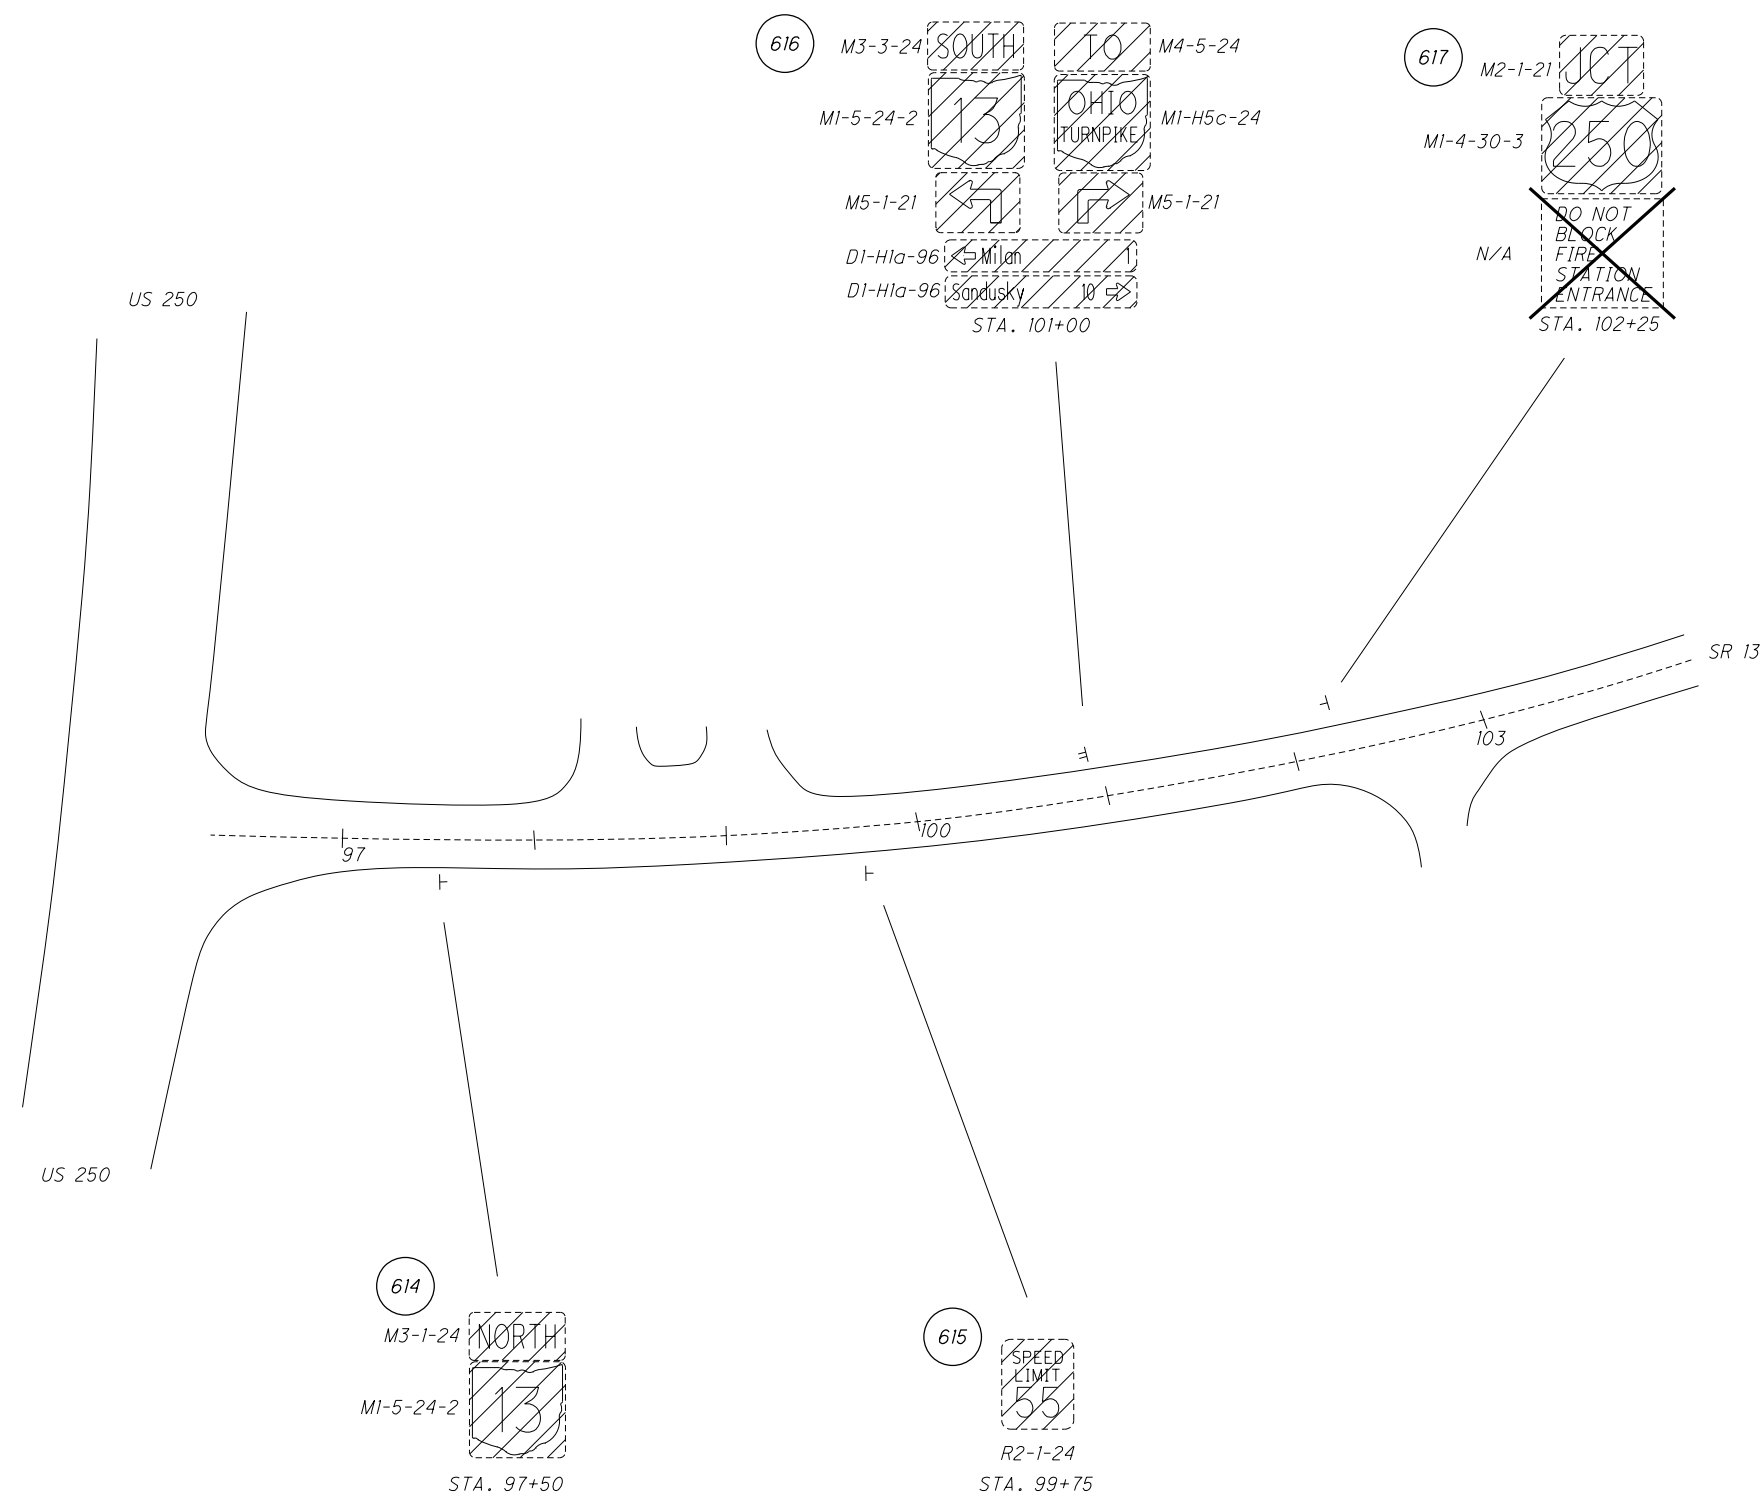 616
M3-3-24 SOUTH TO M4-5-24
M1-5-24-2 13 OHIO TURNPIKE M1-H5c-24
M5-1-21 M5-1-21
D1-H1a-96 Milan 1
D1-H1a-96 Sandusky 10
STA. 101+00
617
M2-1-21 JCT
M1-4-30-3 250
N/A
DO NOT
BLOCK
FIRE
STATION
ENTRANCE
STA. 102+25
US 250
SR 13
103
100
97
US 250
614
M3-1-24 NORTH
M1-5-24-2 13
STA. 97+50
615
SPEED
LIMIT
55
R2-1-24
STA. 99+75